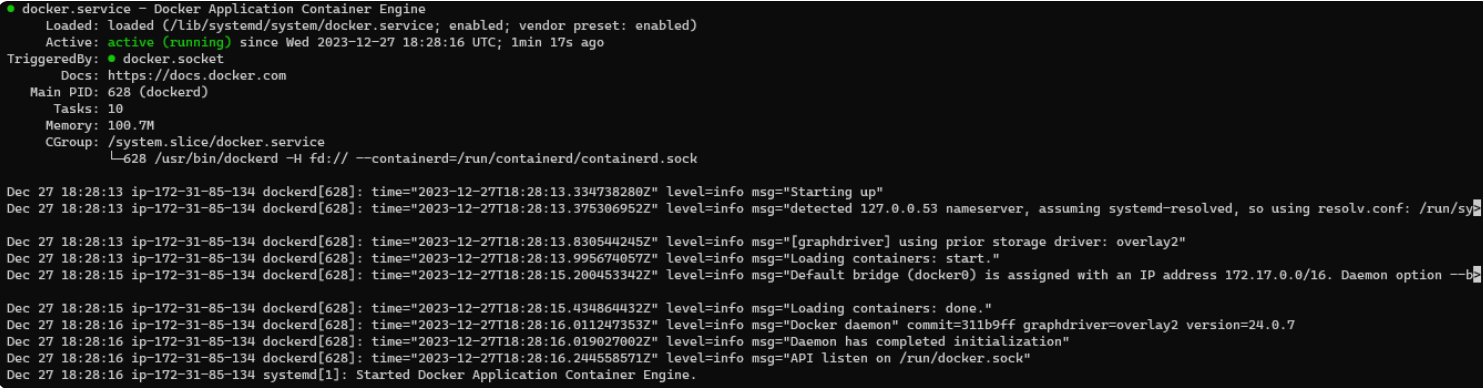 ● docker.service - Docker Application Container Engine
Loaded: loaded (/lib/systemd/system/docker.service; enabled; vendor preset: enabled)
Active: active (running) since Wed 2023-12-27 18:28:16 UTC; 1min 17s ago
TriggeredBy: ● docker.socket
Docs: https://docs.docker.com
Main PID: 628 (dockerd)
Tasks: 10
Memory: 100.7M
CGroup: /system.slice/docker.service
└─628 /usr/bin/dockerd -H fd:// --containerd=/run/containerd/containerd.sock
Dec 27 18:28:13 ip-172-31-85-134 dockerd[628]: time="2023-12-27T18:28:13.334738280Z" level=info msg="Starting up"
Dec 27 18:28:13 ip-172-31-85-134 dockerd[628]: time="2023-12-27T18:28:13.375306952Z" level=info msg="detected 127.0.0.53 nameserver, assuming systemd-resolved, so using resolv.conf: /run/sy>
Dec 27 18:28:13 ip-172-31-85-134 dockerd[628]: time="2023-12-27T18:28:13.830544245Z" level=info msg="[graphdriver] using prior storage driver: overlay2"
Dec 27 18:28:13 ip-172-31-85-134 dockerd[628]: time="2023-12-27T18:28:13.995674057Z" level=info msg="Loading containers: start."
Dec 27 18:28:15 ip-172-31-85-134 dockerd[628]: time="2023-12-27T18:28:15.200453342Z" level=info msg="Default bridge (docker0) is assigned with an IP address 172.17.0.0/16. Daemon option --b>
Dec 27 18:28:15 ip-172-31-85-134 dockerd[628]: time="2023-12-27T18:28:15.434864432Z" level=info msg="Loading containers: done."
Dec 27 18:28:16 ip-172-31-85-134 dockerd[628]: time="2023-12-27T18:28:16.011247353Z" level=info msg="Docker daemon" commit=311b9ff graphdriver=overlay2 version=24.0.7
Dec 27 18:28:16 ip-172-31-85-134 dockerd[628]: time="2023-12-27T18:28:16.019027002Z" level=info msg="Daemon has completed initialization"
Dec 27 18:28:16 ip-172-31-85-134 dockerd[628]: time="2023-12-27T18:28:16.244558571Z" level=info msg="API listen on /run/docker.sock"
Dec 27 18:28:16 ip-172-31-85-134 systemd[1]: Started Docker Application Container Engine.